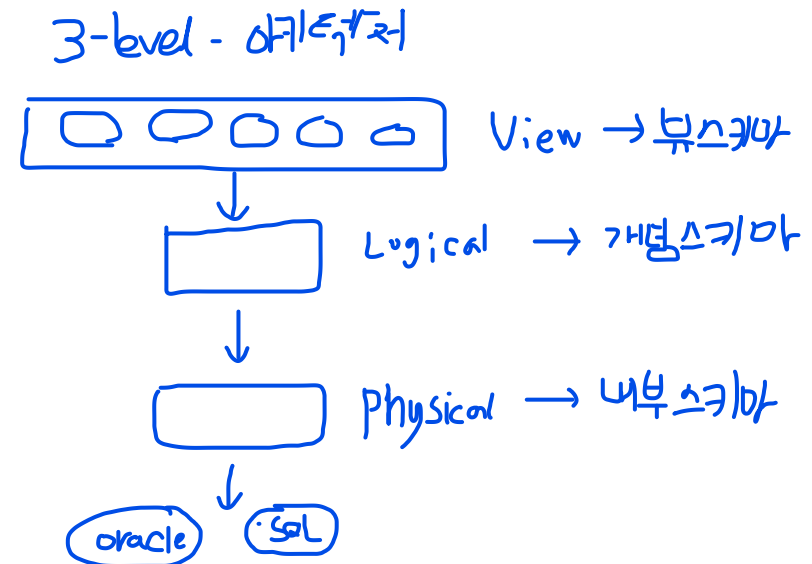 3-level - 아키텍쳐
View → 뷰스키마
Logical → 개념스키마
Physical → 내부스키마
oracle
SQL